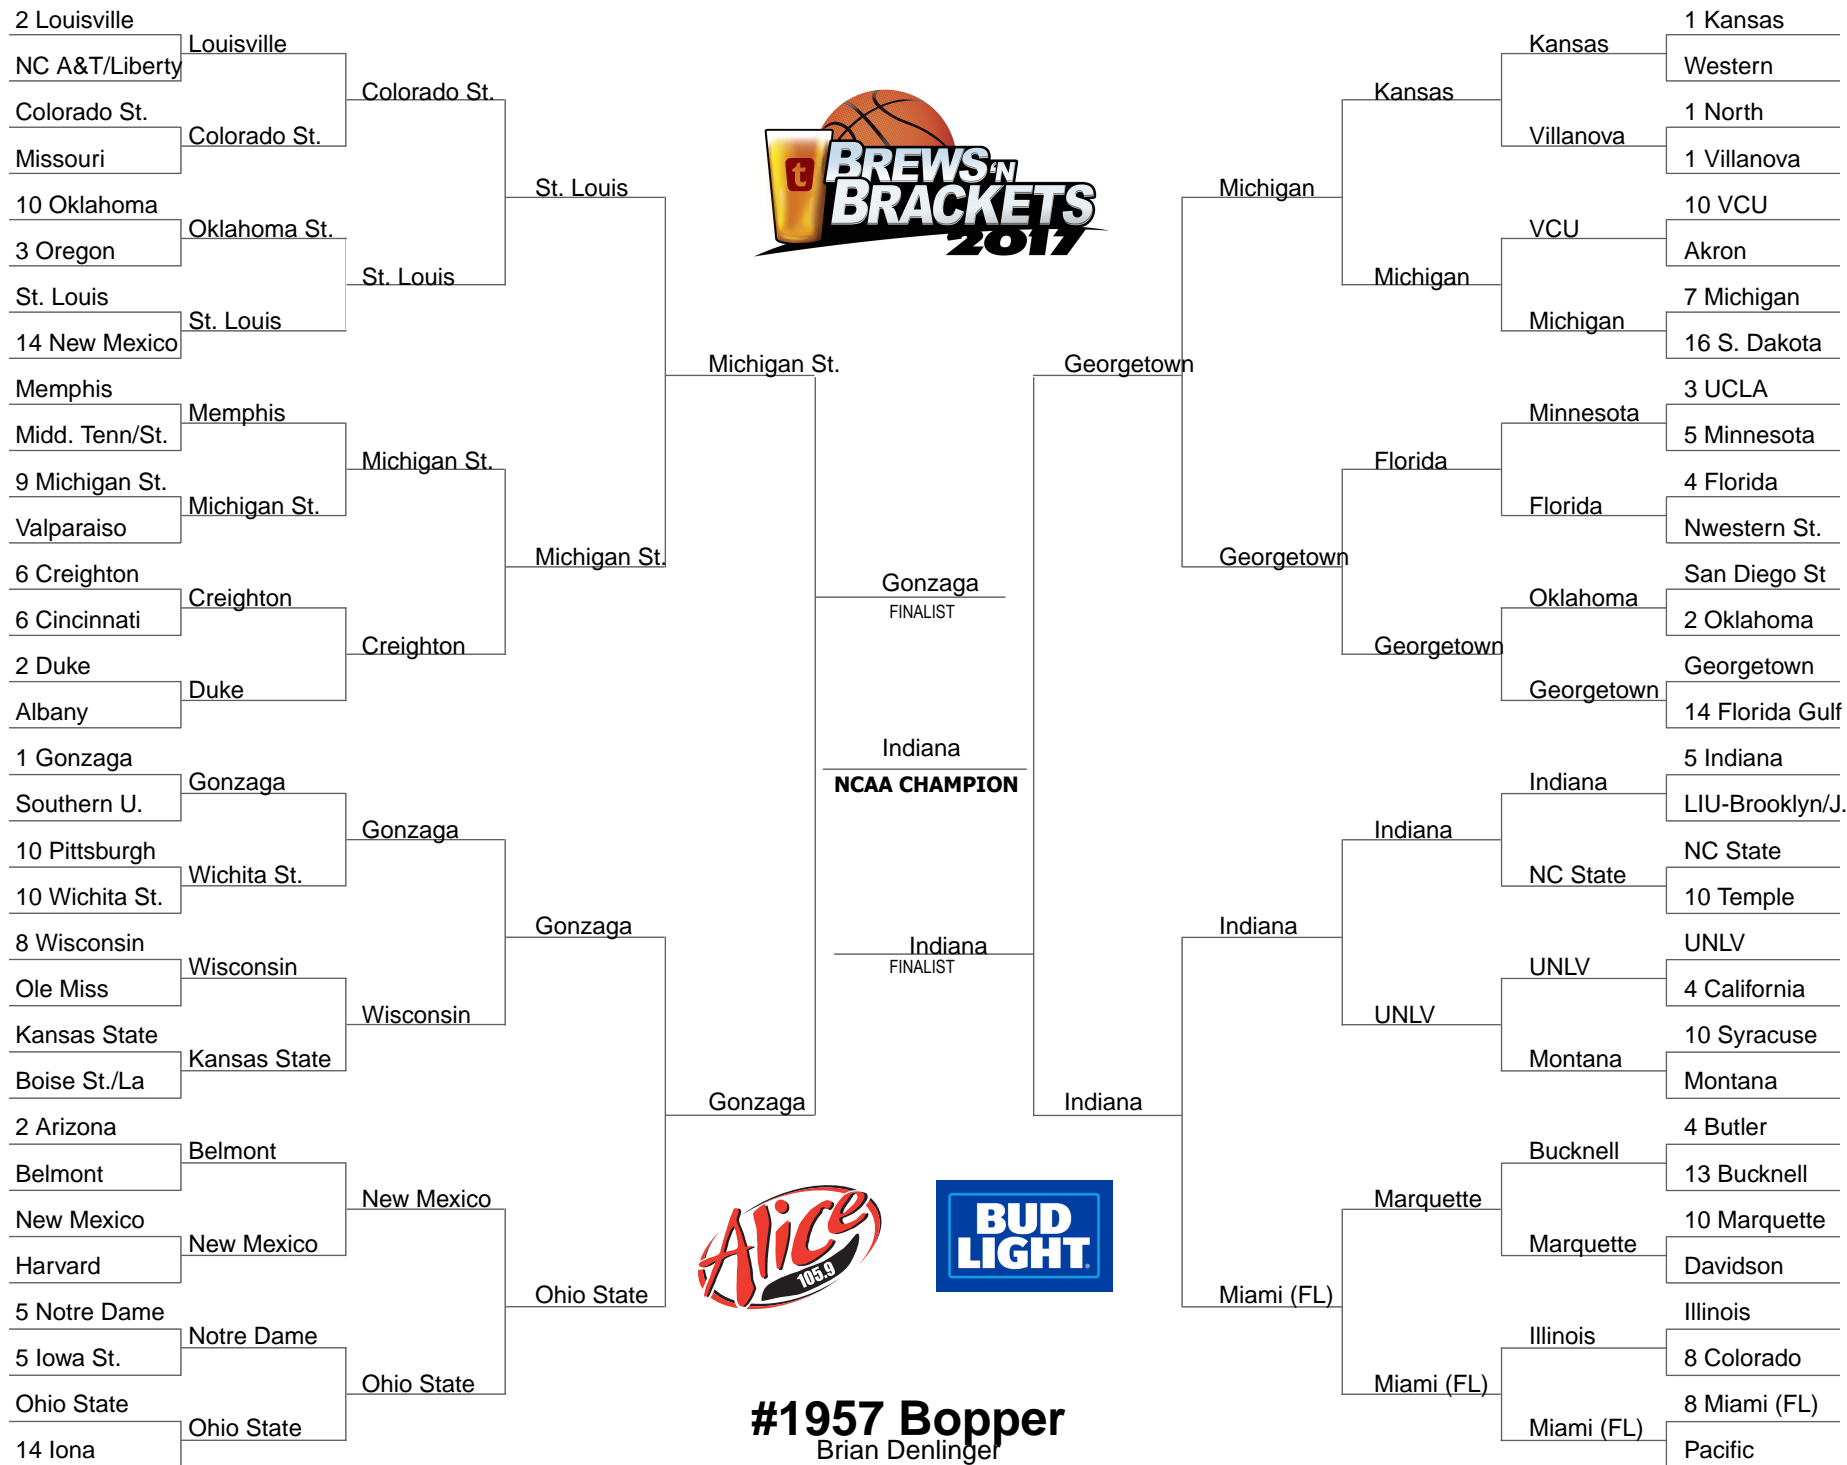 2 Louisville
NC A&T/Liberty
Colorado St.
Missouri
10 Oklahoma
3 Oregon
St. Louis
14 New Mexico
Memphis
Midd. Tenn/St.
9 Michigan St.
Valparaiso
6 Creighton
6 Cincinnati
2 Duke
Albany
1 Gonzaga
Southern U.
10 Pittsburgh
10 Wichita St.
8 Wisconsin
Ole Miss
Kansas State
Boise St./La
2 Arizona
Belmont
New Mexico
Harvard
5 Notre Dame
5 Iowa St.
Ohio State
14 Iona
Louisville
Colorado St.
Oklahoma St.
St. Louis
Memphis
Michigan St.
Creighton
Duke
Gonzaga
Wichita St.
Wisconsin
Kansas State
Belmont
New Mexico
Notre Dame
Ohio State
Colorado St.
St. Louis
Michigan St.
Creighton
Gonzaga
Wisconsin
New Mexico
Ohio State
St. Louis
Michigan St.
Gonzaga
Ohio State
Michigan St.
Gonzaga
t
BREWS 'N
BRACKETS
2017
Gonzaga
FINALIST
Indiana
NCAA CHAMPION
Indiana
FINALIST
Alice
105.9
BUD
LIGHT
#1957 Bopper
Brian Denlinger
Georgetown
Indiana
Michigan
Georgetown
Indiana
Miami (FL)
Kansas
Michigan
Florida
Georgetown
Indiana
UNLV
Marquette
Miami (FL)
Kansas
Villanova
VCU
Michigan
Minnesota
Florida
Oklahoma
Georgetown
Indiana
NC State
UNLV
Montana
Bucknell
Marquette
Illinois
Miami (FL)
1 Kansas
Western
1 North
1 Villanova
10 VCU
Akron
7 Michigan
16 S. Dakota
3 UCLA
5 Minnesota
4 Florida
Nwestern St.
San Diego St
2 Oklahoma
Georgetown
14 Florida Gulf
5 Indiana
LIU-Brooklyn/J.
NC State
10 Temple
UNLV
4 California
10 Syracuse
Montana
4 Butler
13 Bucknell
10 Marquette
Davidson
Illinois
8 Colorado
8 Miami (FL)
Pacific